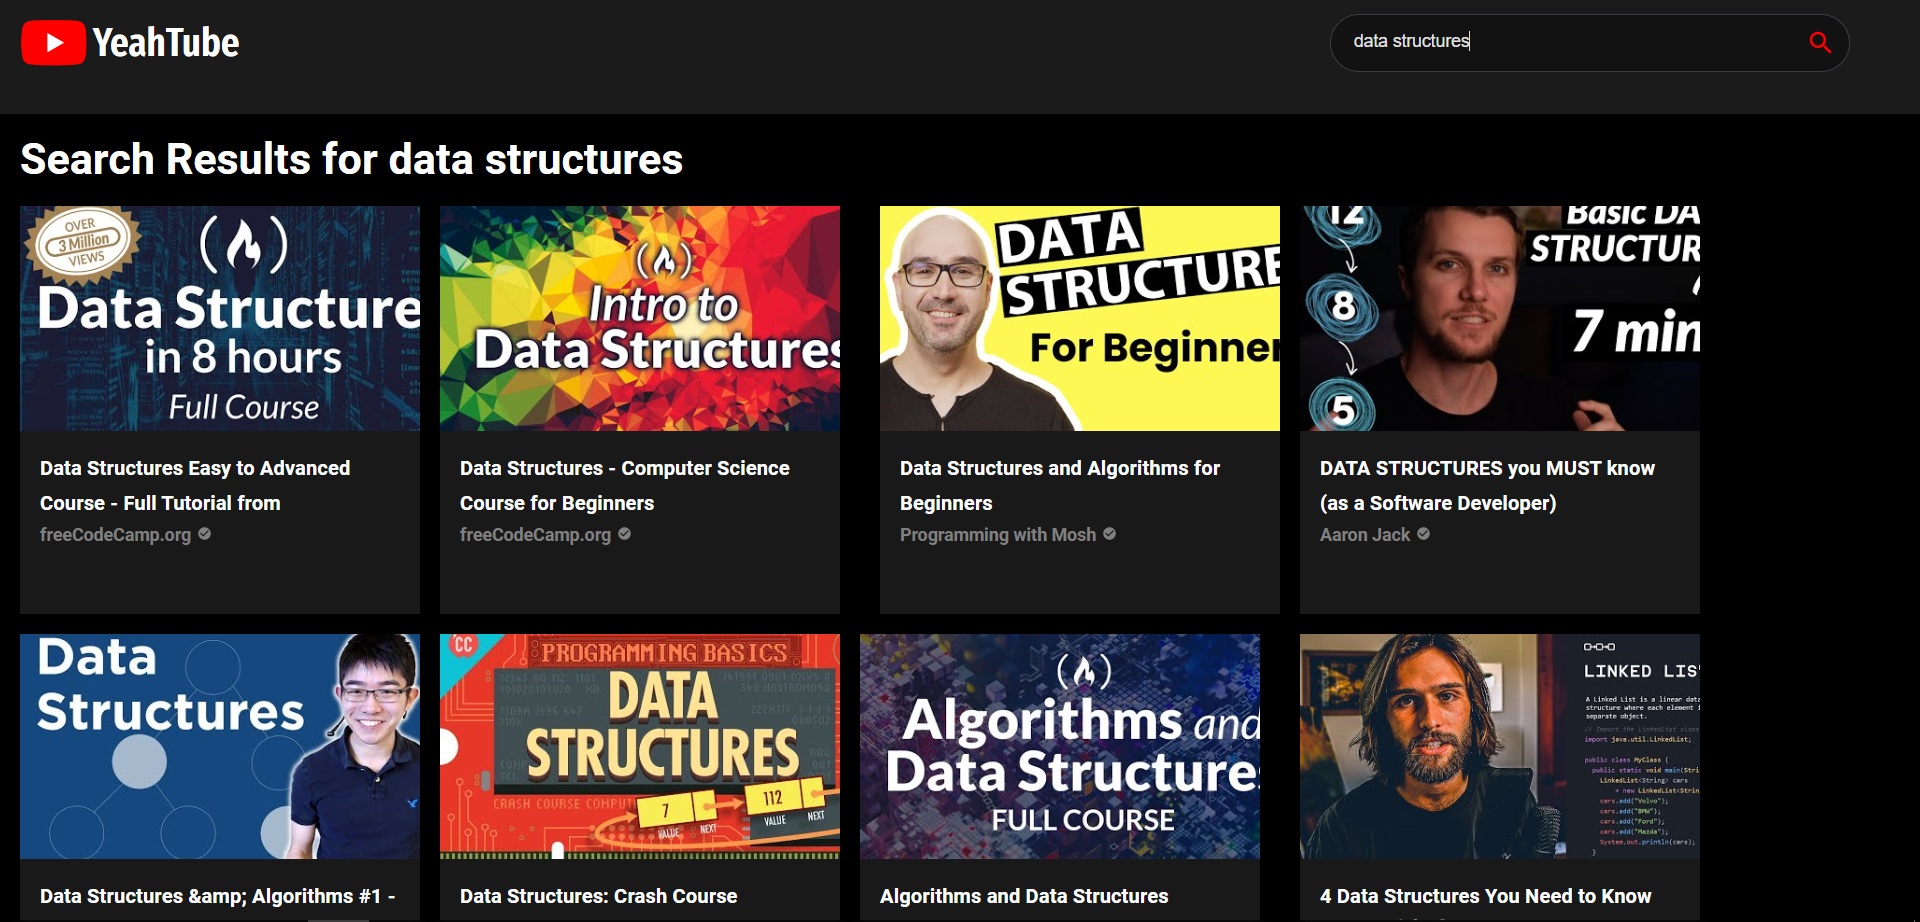 YeahTube
data structures
Search Results for data structures
OVER
3 Million
VIEWS
Data Structure
in 8 hours
Full Course
Intro to
Data Structures
DATA
STRUCTURE
For Beginner
12
8
5
Basic DA
STRUCTUR
7 min
Data Structures Easy to Advanced
Course - Full Tutorial from
freeCodeCamp.org
Data Structures - Computer Science
Course for Beginners
freeCodeCamp.org
Data Structures and Algorithms for
Beginners
Programming with Mosh
DATA STRUCTURES you MUST know
(as a Software Developer)
Aaron Jack
Data
Structures
CC
PROGRAMMING BASICS
DATA
STRUCTURES
CRASH COURSE COMPUT
7
112
VALUE NEXT
VALUE NEXT
Algorithms and
Data Structure
FULL COURSE
LINKED LIS
A Linked List is a linear data
structure where each element i
separate object.
// Import the LinkedList class
import java.util.LinkedList;
public class MyClass {
public static void main(Stri
LinkedList<String> cars
= new LinkedList<Strin
cars.add("Volvo");
cars.add("BMW");
cars.add("Ford");
cars.add("Mazda");
System.out.println(cars);
}
Data Structures &amp; Algorithms #1 -
Data Structures: Crash Course
Algorithms and Data Structures
4 Data Structures You Need to Know